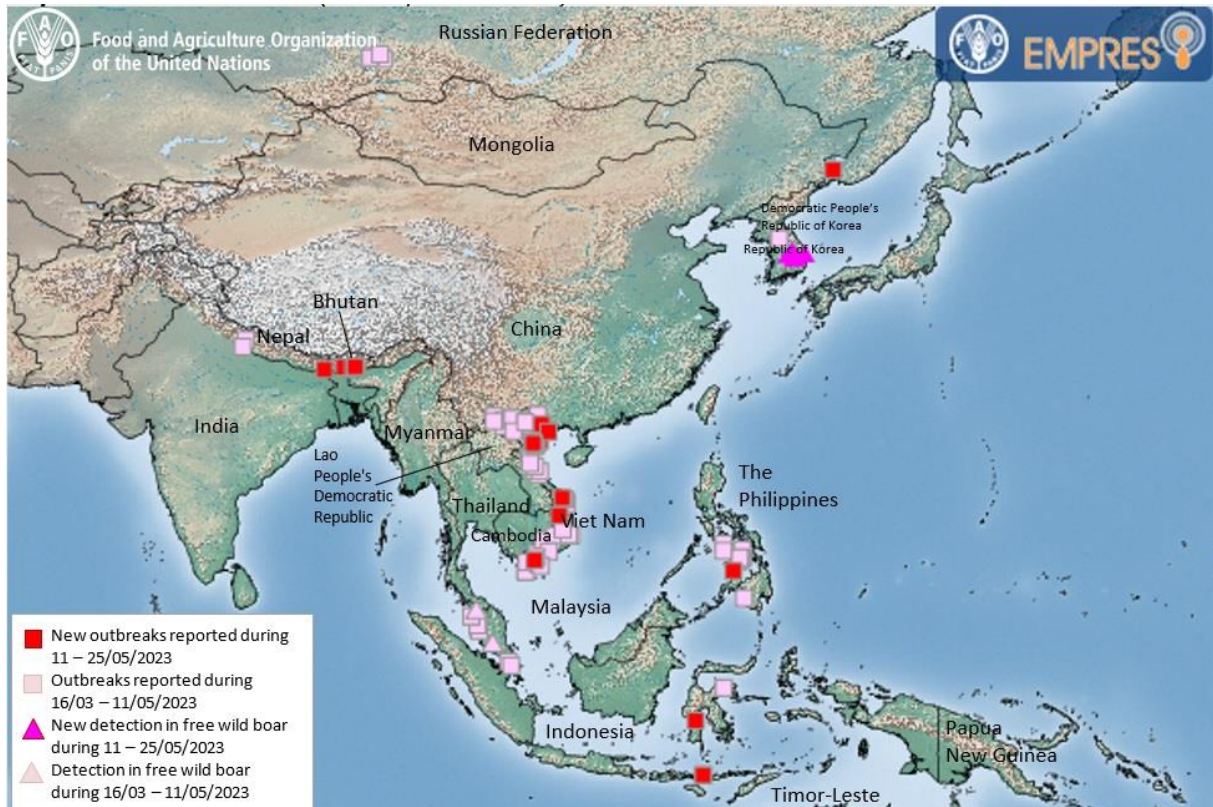 Food and Agriculture Organization
of the United Nations
EMPRES
Russian Federation
Mongolia
Democratic People's
Republic of Korea
Republic of Korea
Bhutan
Nepal
China
India
Myanmar
Lao
People's
Democratic
Republic
The
Philippines
Thailand
Viet Nam
Cambodia
Malaysia
Indonesia
Papua
New Guinea
Timor-Leste
New outbreaks reported during
11 – 25/05/2023
Outbreaks reported during
16/03 – 11/05/2023
New detection in free wild boar
during 11 – 25/05/2023
Detection in free wild boar
during 16/03 – 11/05/2023